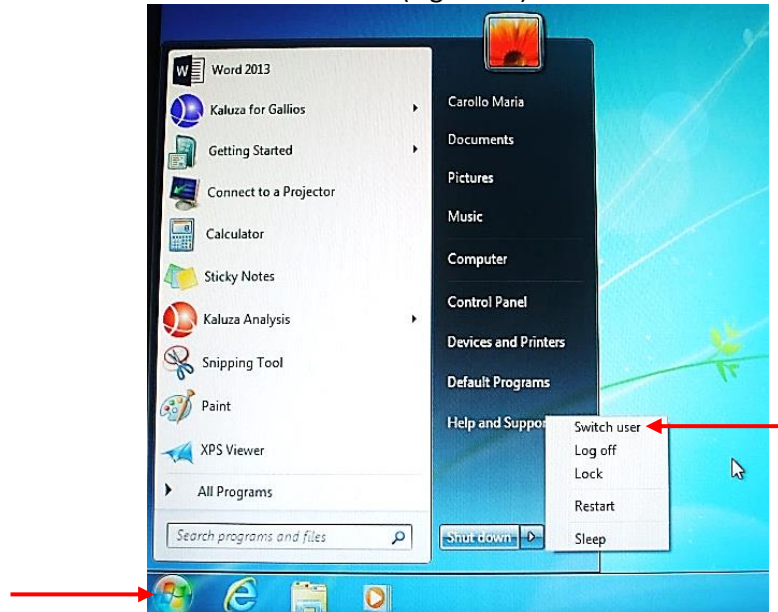 Word 2013
Kaluza for Gallios
Getting Started
Connect to a Projector
Calculator
Sticky Notes
Kaluza Analysis
Snipping Tool
Paint
XPS Viewer
All Programs
Search programs and files
Carollo Maria
Documents
Pictures
Music
Computer
Control Panel
Devices and Printers
Default Programs
Help and Suppor
Shut down
Switch user
Log off
Lock
Restart
Sleep